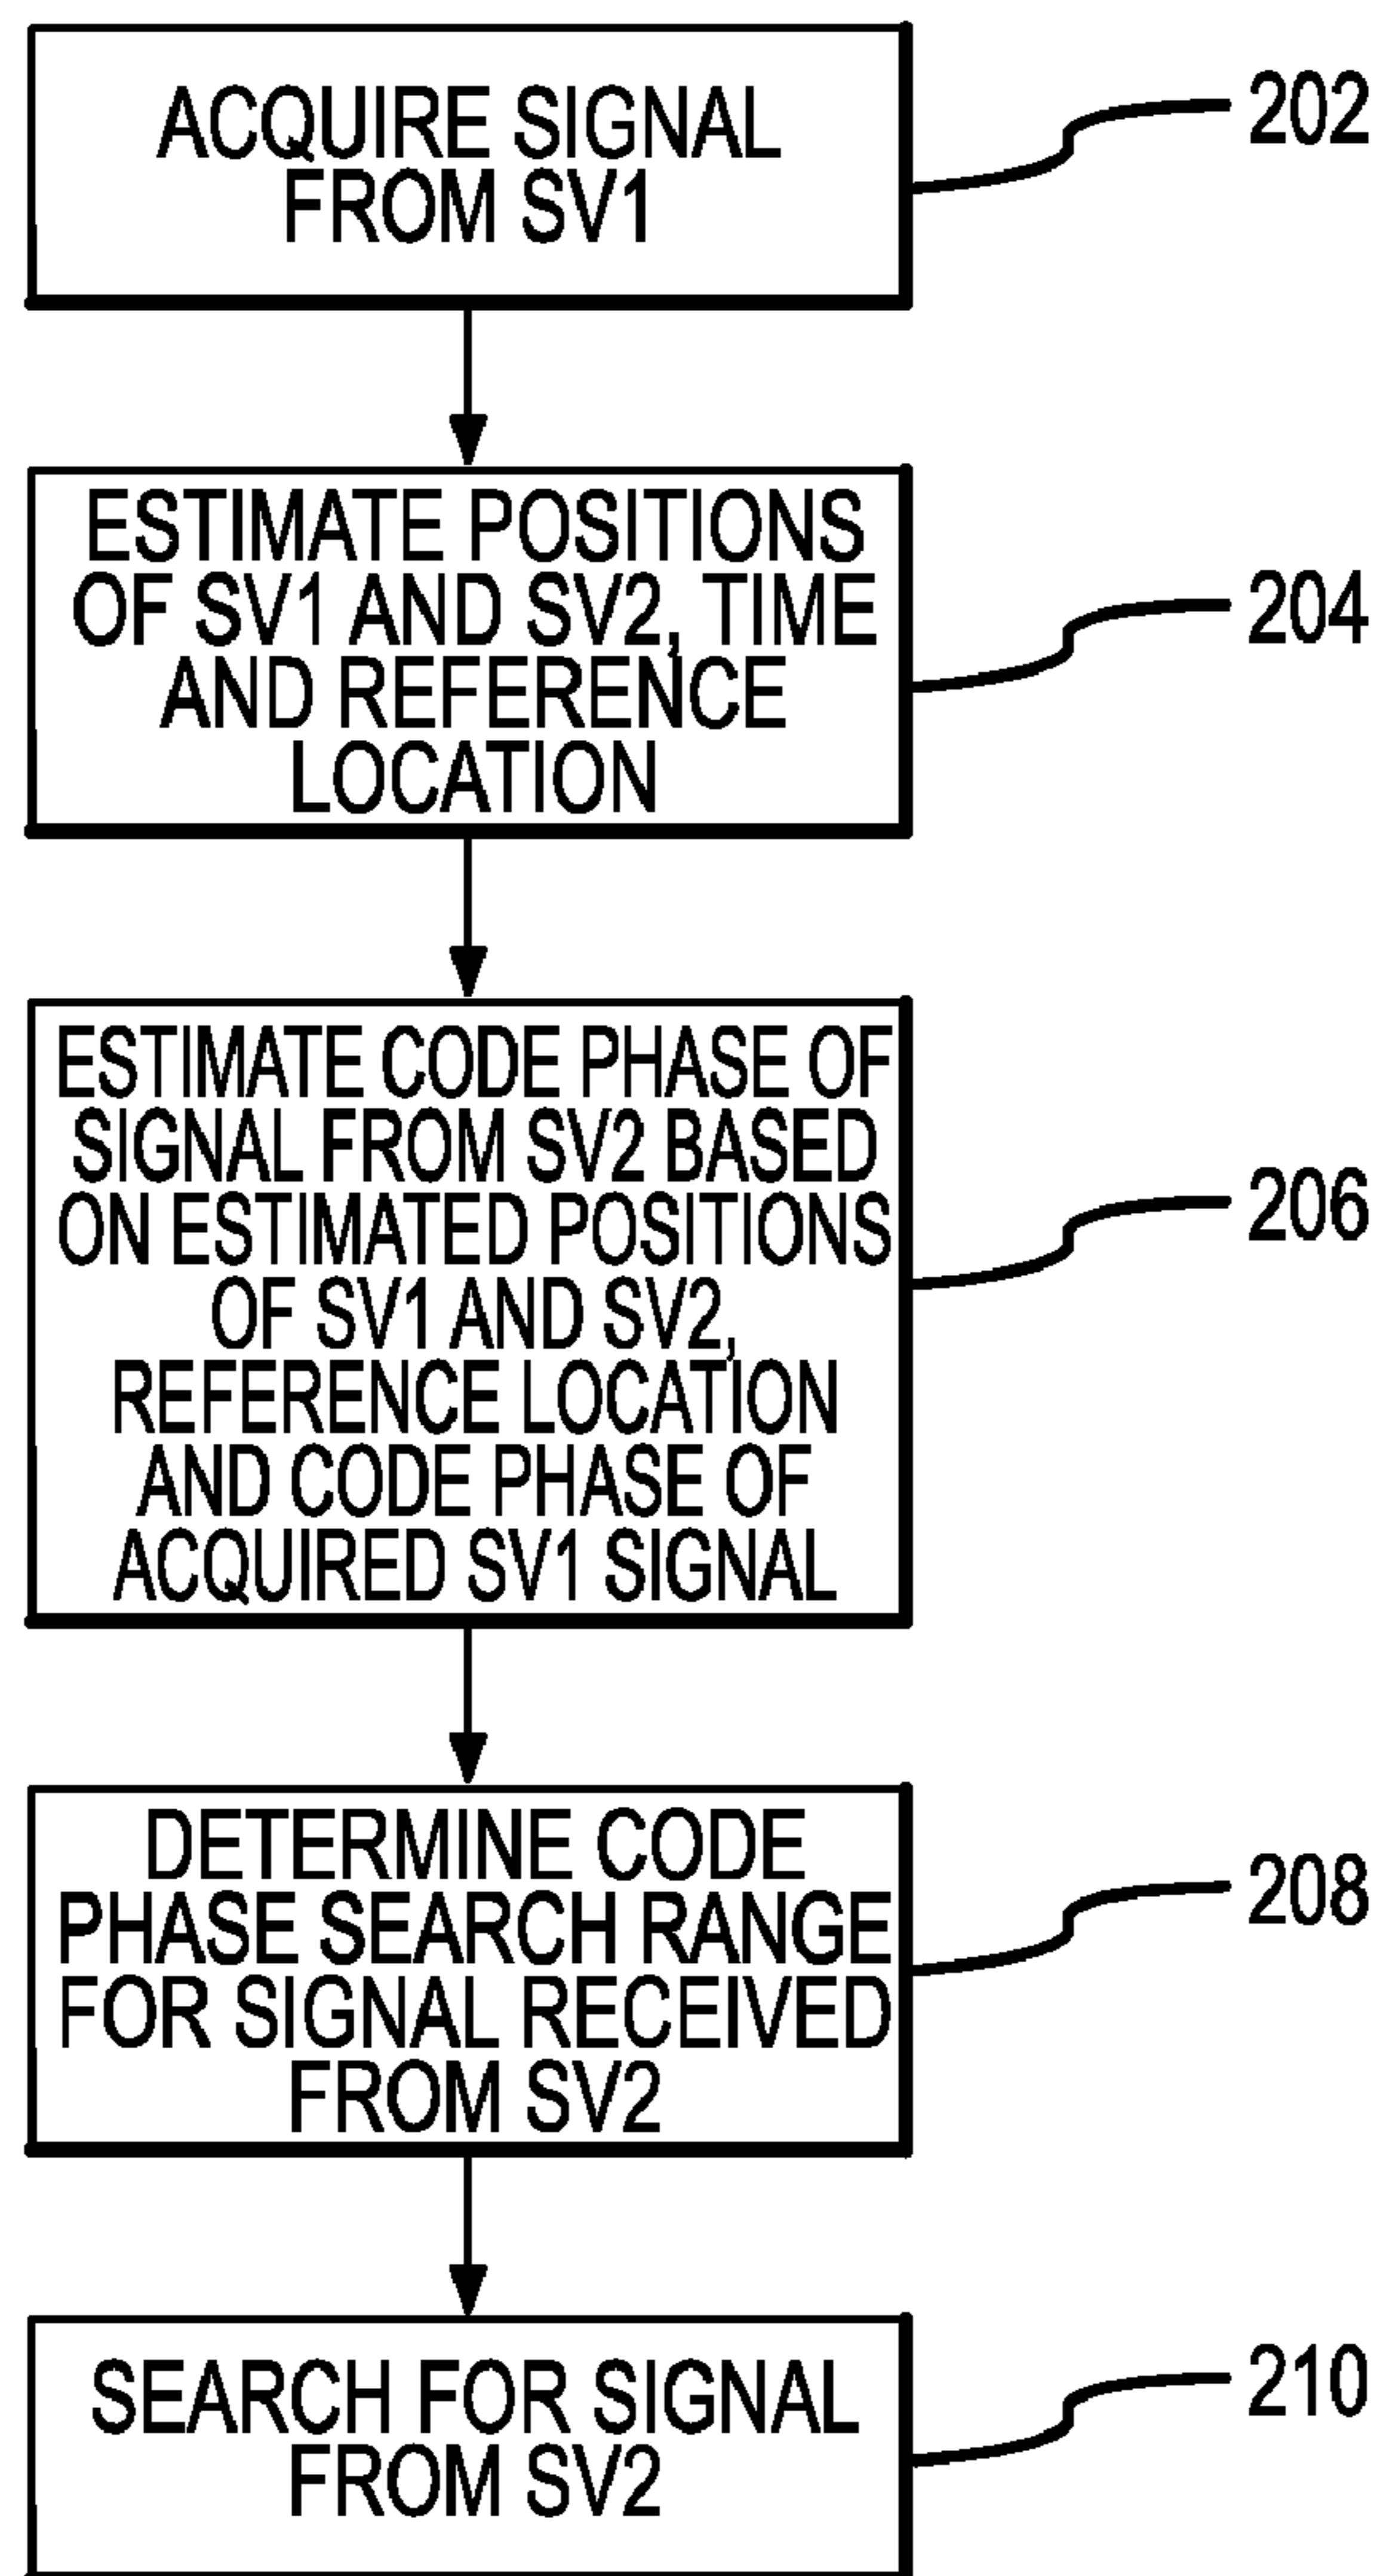 ACQUIRE SIGNAL
FROM SV1
202
ESTIMATE POSITIONS
OF SV1 AND SV2, TIME
AND REFERENCE
LOCATION
204
ESTIMATE CODE PHASE OF
SIGNAL FROM SV2 BASED
ON ESTIMATED POSITIONS
OF SV1 AND SV2,
REFERENCE LOCATION
AND CODE PHASE OF
ACQUIRED SV1 SIGNAL
206
DETERMINE CODE
PHASE SEARCH RANGE
FOR SIGNAL RECEIVED
FROM SV2
208
SEARCH FOR SIGNAL
FROM SV2
210